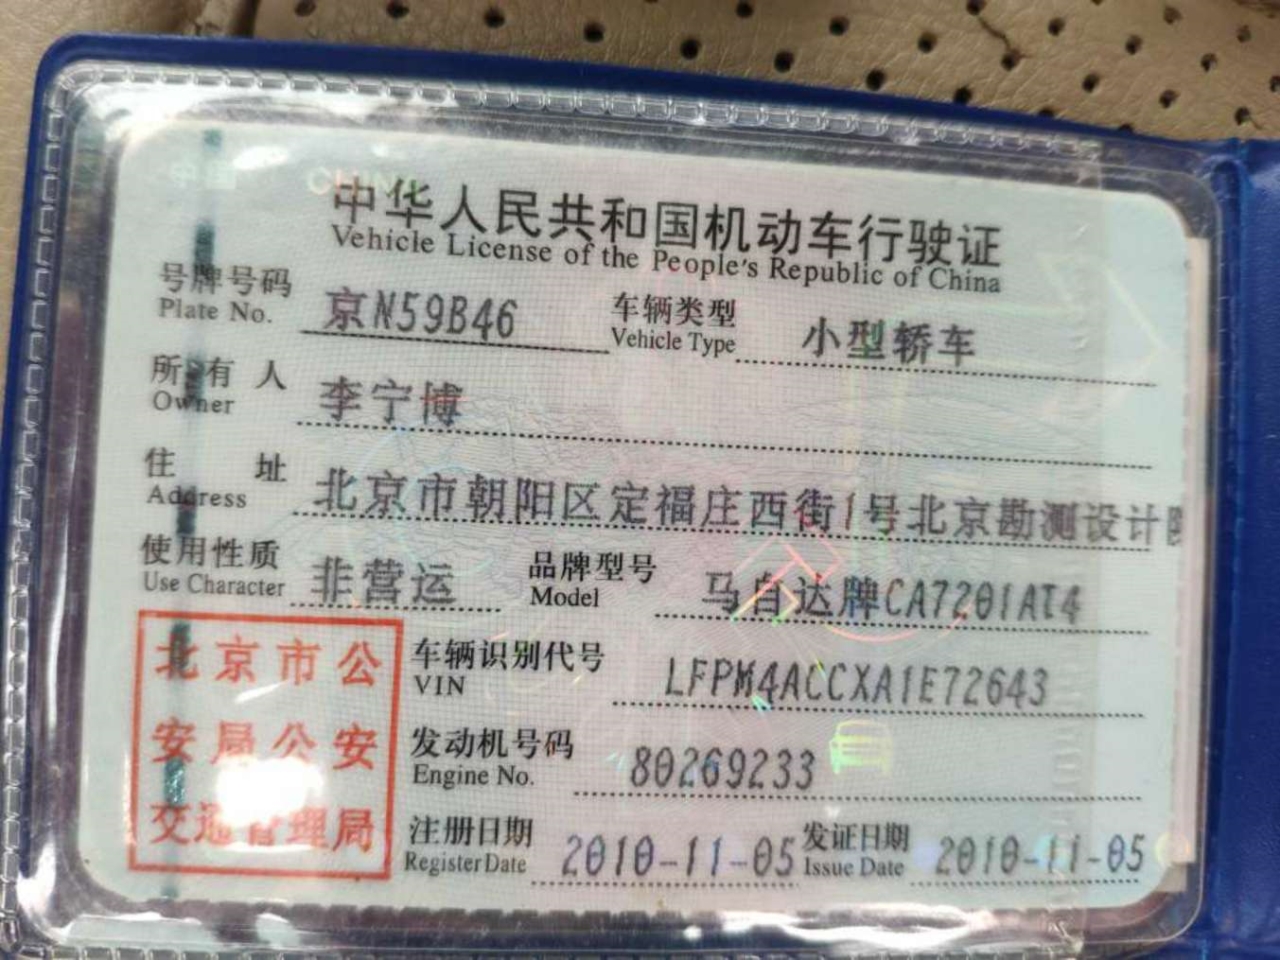 中华人民共和国机动车行驶证
Vehicle License of the People's Republic of China
号牌号码 京N59B46 车辆类型 小型轿车
Plate No. Vehicle Type
所有人 李宁博
Owner
住址 北京市朝阳区定福庄西街1号北京勘测设计
Address
使用性质 非营运 品牌型号 马自达牌CA7201AT4
Use Character Model
北京市公
安局公安
交通管理局
车辆识别代号 LFPM4ACCXA1E72643
VIN
发动机号码 80269233
Engine No.
注册日期 2010-11-05 发证日期 2010-11-05
Register Date Issue Date